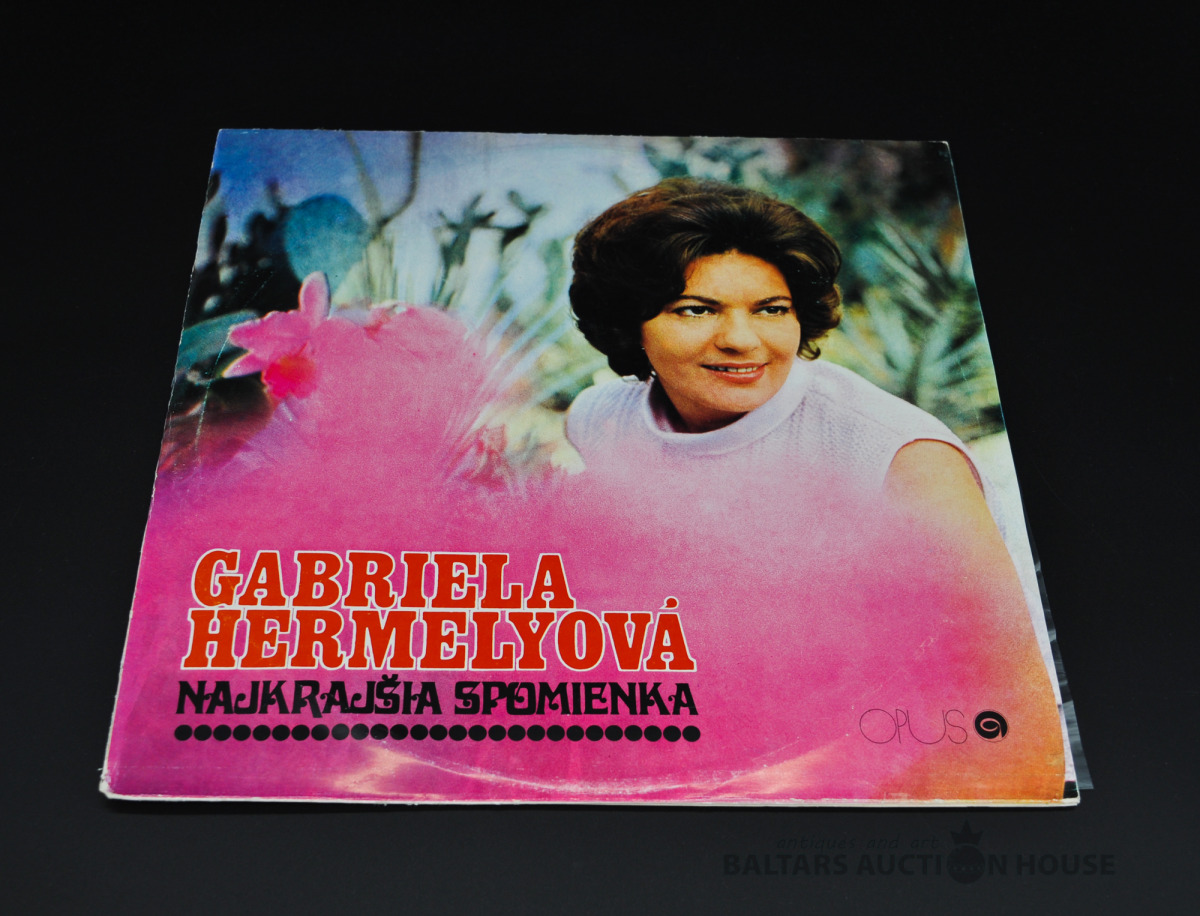 GABRIELA
HERMELYOVÁ
NAJKRAJŠIA SPOMIENKA
OPUS
antiques and art
BALTARS AUCTION HOUSE